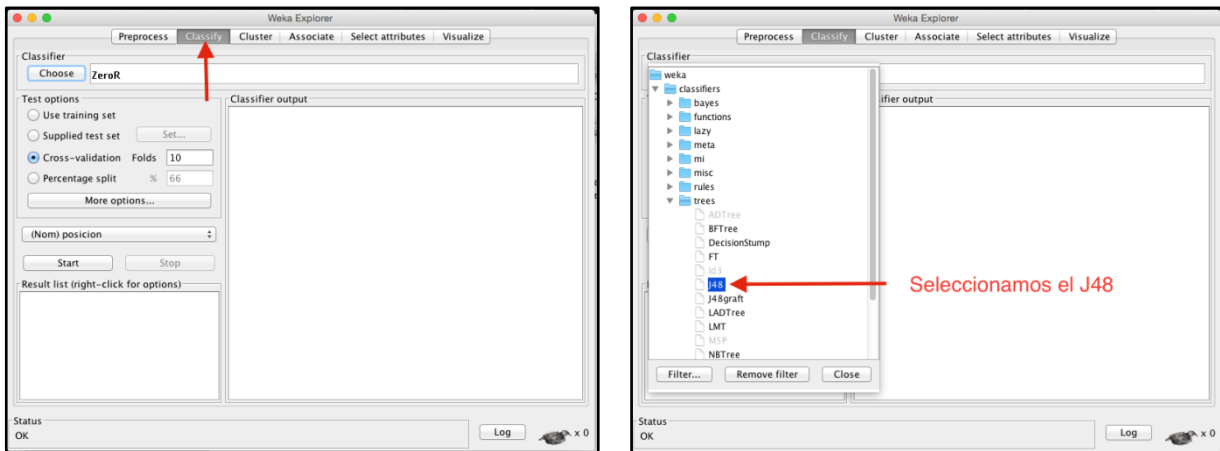 Weka Explorer
Preprocess Classify Cluster Associate Select attributes Visualize
Classifier
Choose ZeroR
Test options
Use training set
Supplied test set Set...
Cross-validation Folds 10
Percentage split % 66
More options...
(Nom) posicion
Start Stop
Result list (right-click for options)
Classifier output
Status
OK
Log x 0
Weka Explorer
Preprocess Classify Cluster Associate Select attributes Visualize
Classifier
weka
classifiers
bayes
functions
lazy
meta
mi
misc
rules
trees
ADTree
BFTree
DecisionStump
FT
Id3
J48
J48graft
LADTree
LMT
M5P
NBTree
Filter... Remove filter Close
ifier output
Seleccionamos el J48
Status
OK
Log x 0